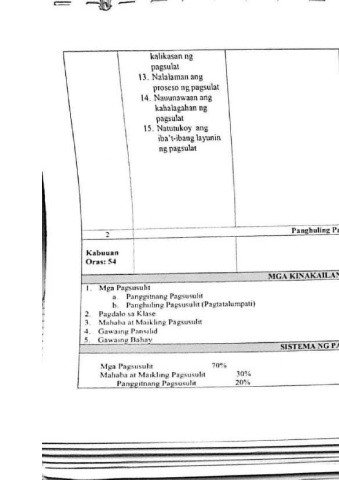 kalikasan ng
pagsulat
13. Nalalaman ang
proseso ng pagsulat
14. Nauunawaan ang
kahalagahan ng
pagsulat
15. Natutukoy ang
iba't-ibang layunin
ng pagsulat
2
Panghuling
Kabuuan
Oras: 54
MGA KINAKAILAN
1. Mga Pagsusulit
a. Panggitnang Pagsusulit
b. Panghuling Pagsusulit (Pagtatalumpati)
2. Pagdalo sa Klase
3. Mahaba at Maikling Pagsusulit
4. Gawaing Pansilid
5. Gawaing Bahay
SISTEMA NG PA
Mga Pagsusulit 70%
Mahaba at Maikling Pagsusulit 30%
Panggitnang Pagsusulit 20%